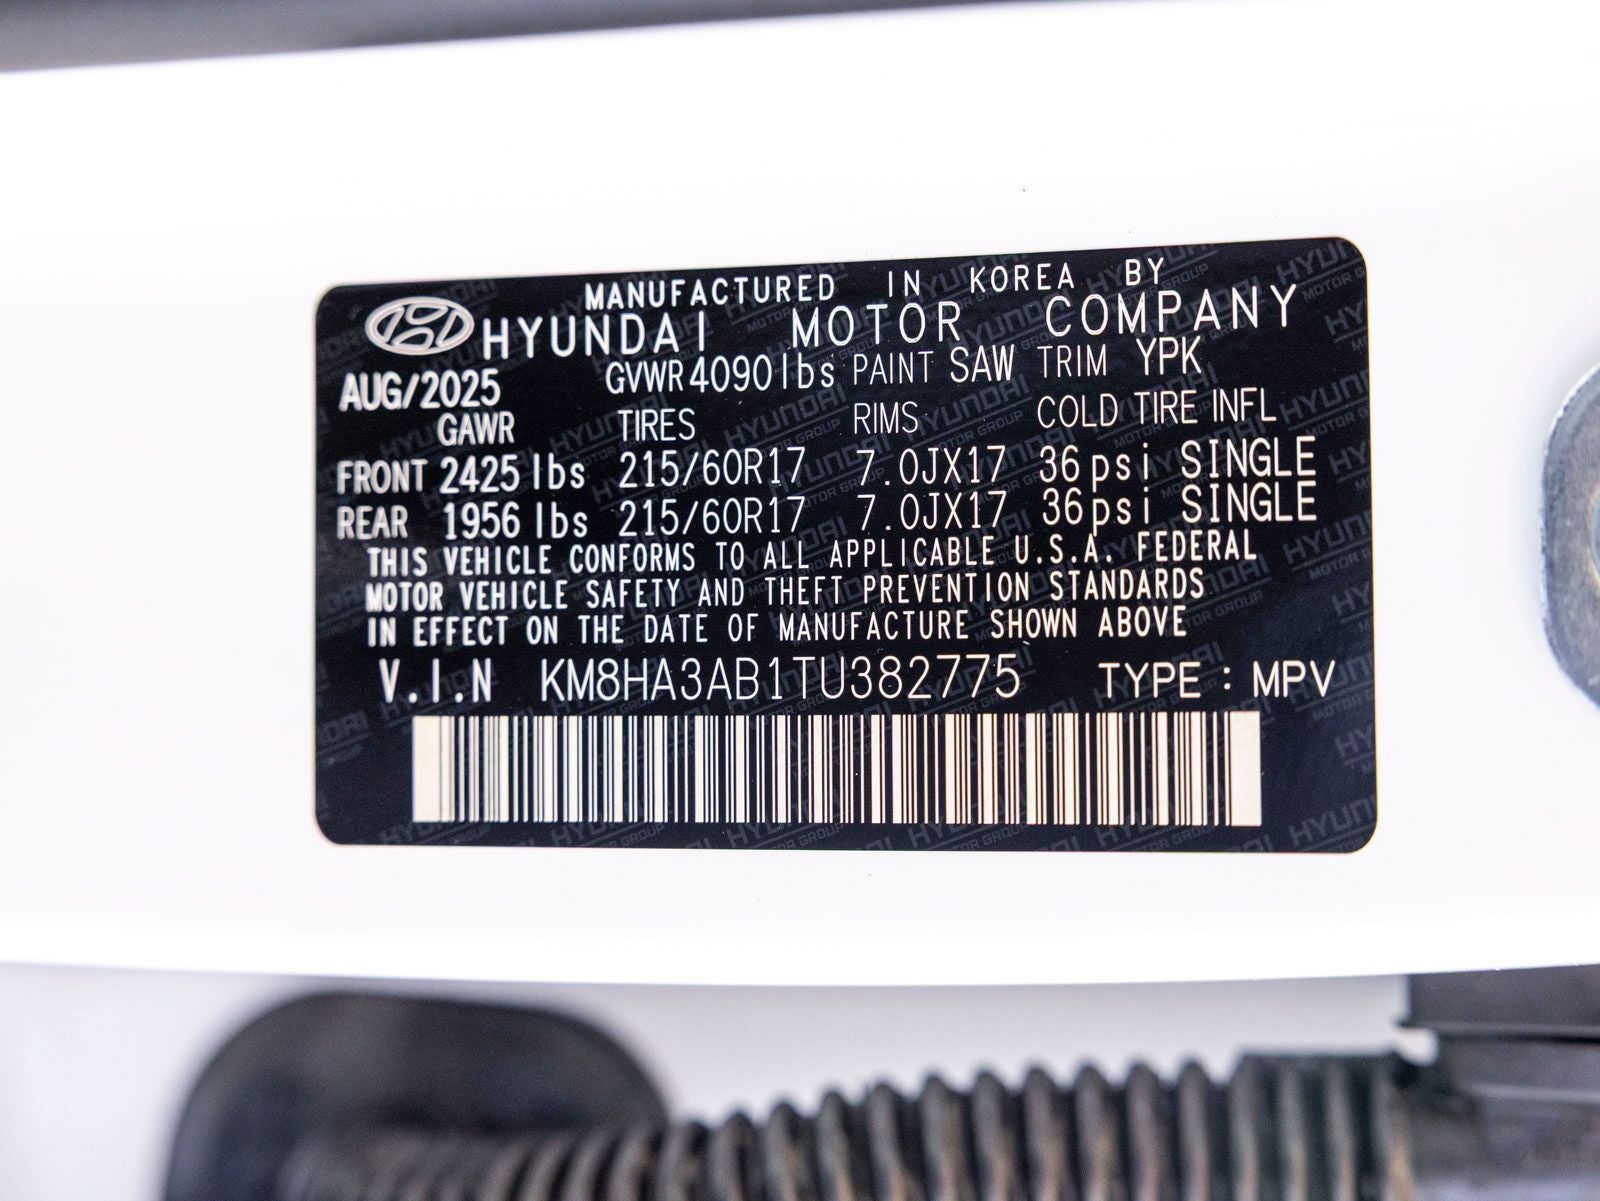 MANUFACTURED IN KOREA BY
HYUNDAI MOTOR COMPANY
AUG/2025 GVWR 4090 lbs PAINT SAW TRIM YPK
GAWR TIRES RIMS COLD TIRE INFL
FRONT 2425 lbs 215/60R17 7.0JX17 36psi SINGLE
REAR 1956 lbs 215/60R17 7.0JX17 36psi SINGLE
THIS VEHICLE CONFORMS TO ALL APPLICABLE U.S.A. FEDERAL
MOTOR VEHICLE SAFETY AND THEFT PREVENTION STANDARDS
IN EFFECT ON THE DATE OF MANUFACTURE SHOWN ABOVE
V.I.N KM8HA3AB1TU382775 TYPE : MPV